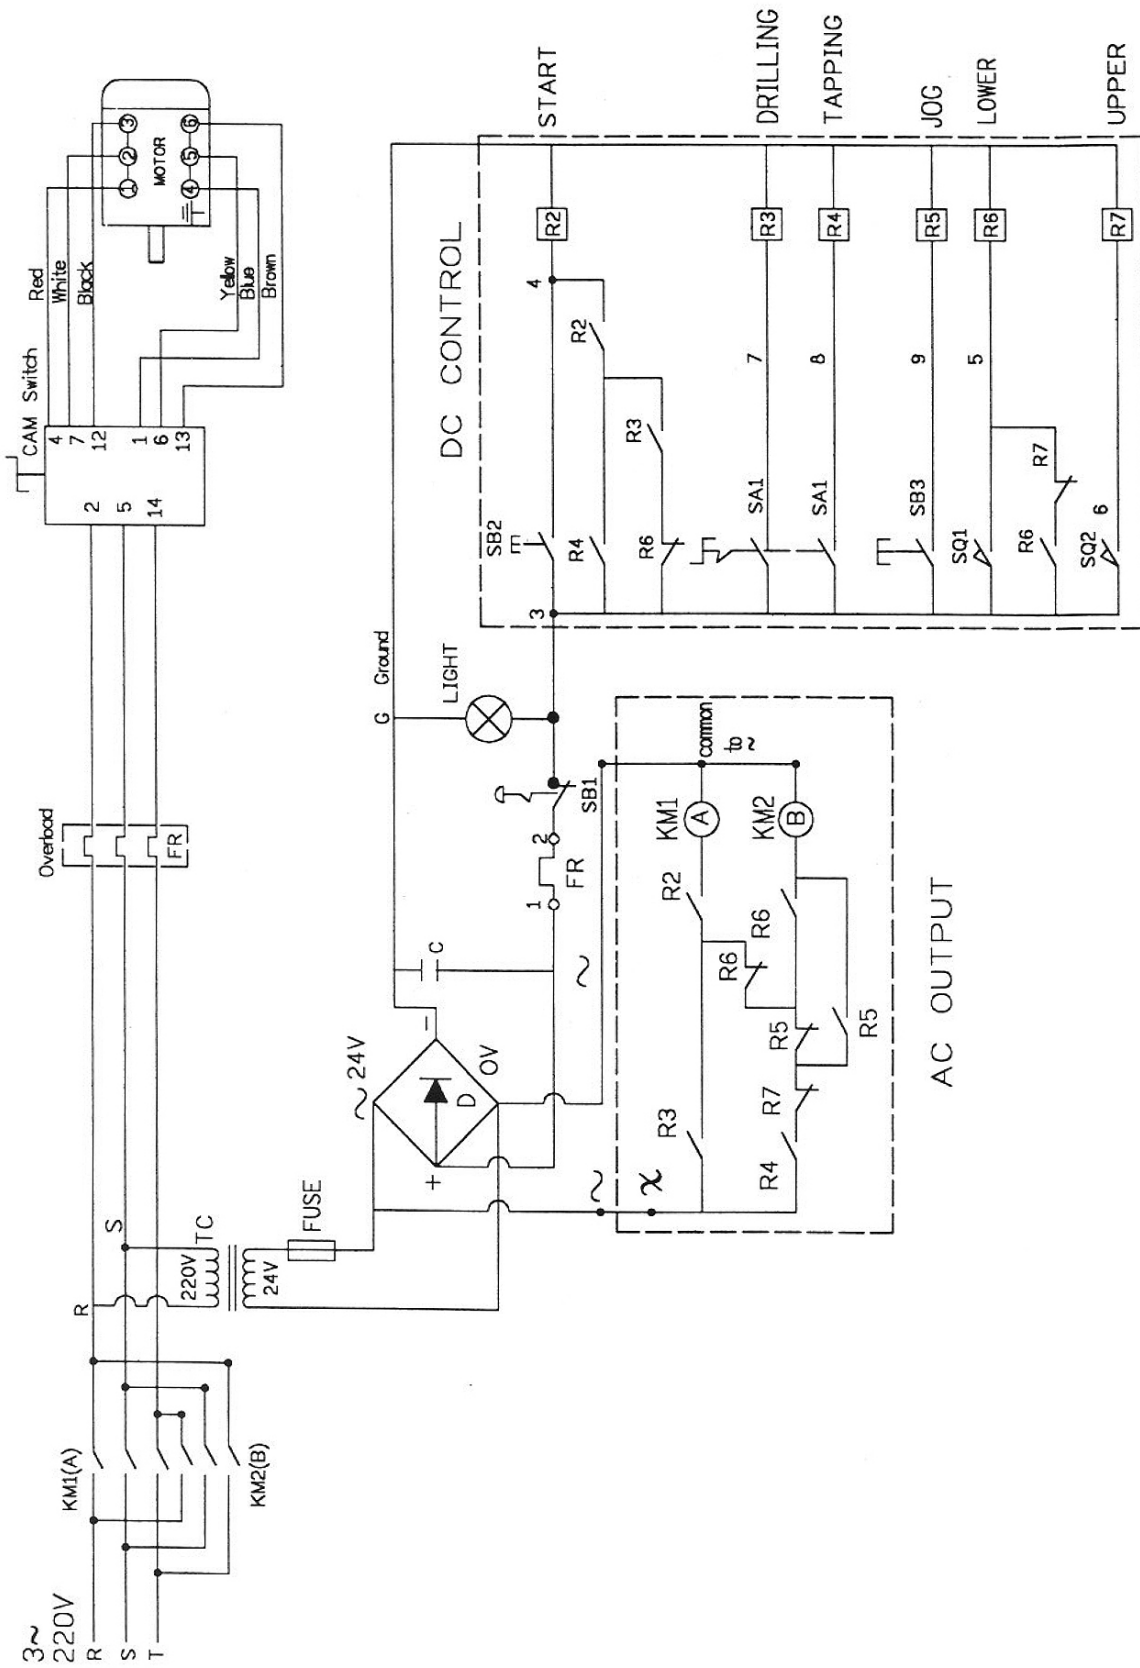 3~
220V
R
S
T
KM1(A)
KM2(B)
R
S
220V
TC
24V
FUSE
Overload
FR
CAM Switch
2
5
14
4
7
12
1
6
13
Red
White
Black
Yellow
Blue
Brown
MOTOR
1
2
3
4
5
6
~24V
+
D
-
0V
C
~
~
x
1
FR
2
SB1
G
Ground
LIGHT
DC CONTROL
3
SB2
4
R2
START
R4
R2
R6
R3
SA1
7
R3
DRILLING
SA1
8
R4
TAPPING
SB3
9
R5
JOG
SQ1
5
R6
LOWER
R6
R7
SQ2
6
R7
UPPER
R3
R2
KM1
A
common
to ~
R6
R4
R7
R5
R6
KM2
B
R5
AC OUTPUT